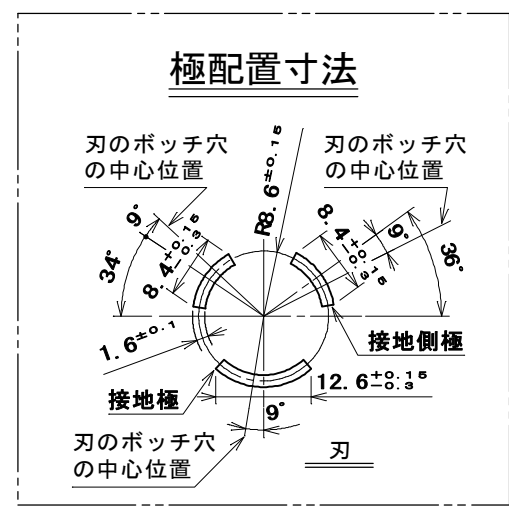 極配置寸法
刃のボッチ穴
の中心位置
刃のボッチ穴
の中心位置
R8.6±0.15
9°
34°
8.4+0.15
-0.3
8.4+0.15
-0.3
9°
36°
1.6±0.1
接地側極
接地極
12.6+0.15
-0.3
9°
刃のボッチ穴
の中心位置
刃